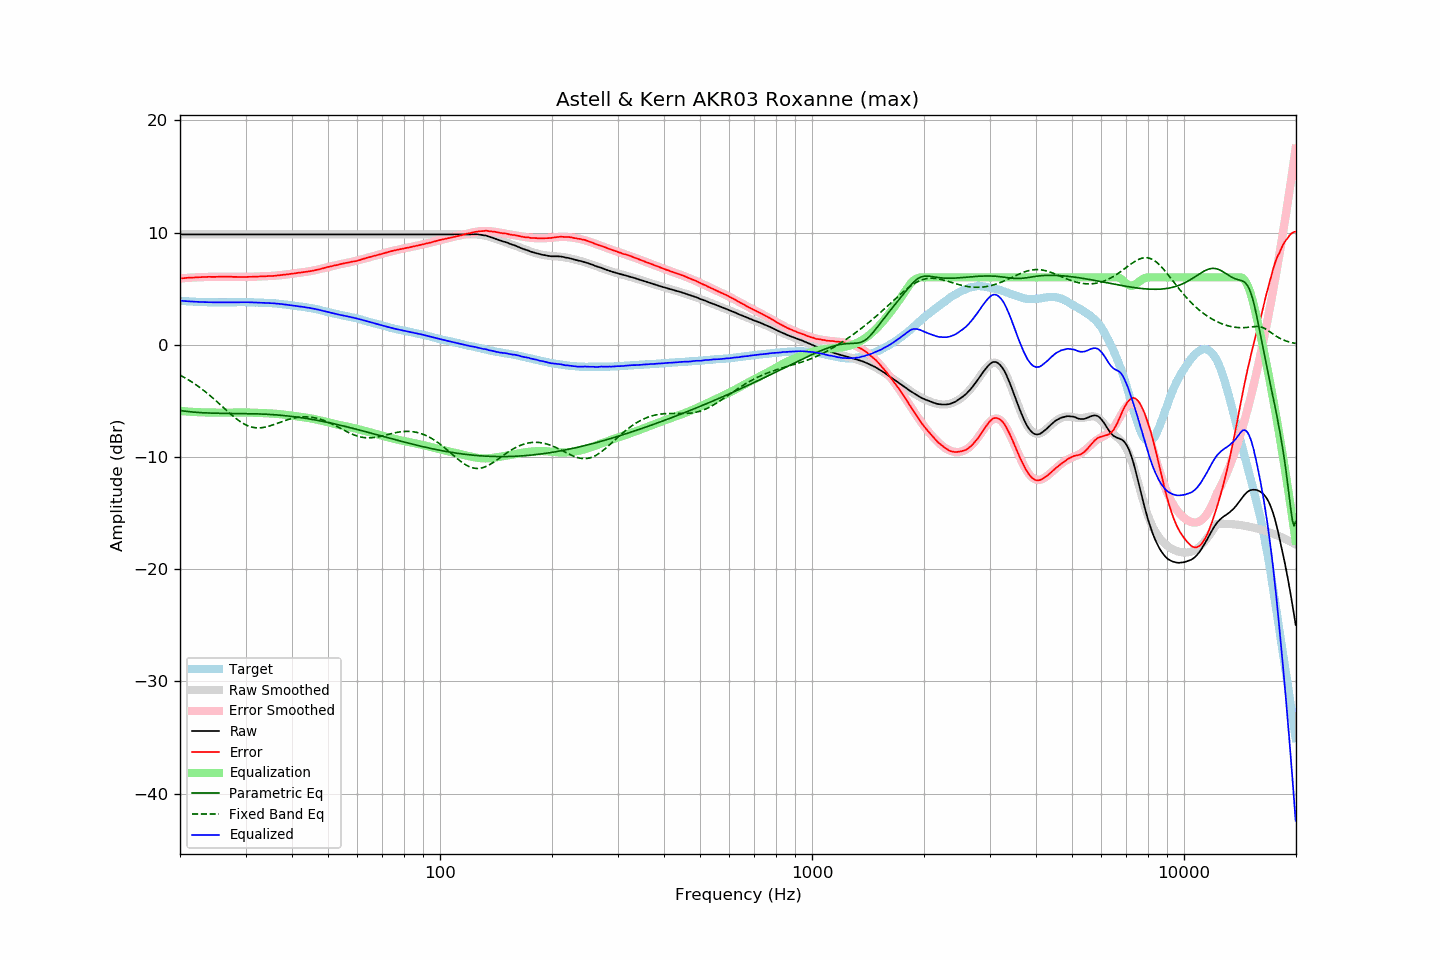 Astell & Kern AKR03 Roxanne (max)
20
10
0
−10
−20
−30
−40
Amplitude (dBr)
Target
Raw Smoothed
Error Smoothed
Raw
Error
Equalization
Parametric Eq
Fixed Band Eq
Equalized
100
1000
10000
Frequency (Hz)